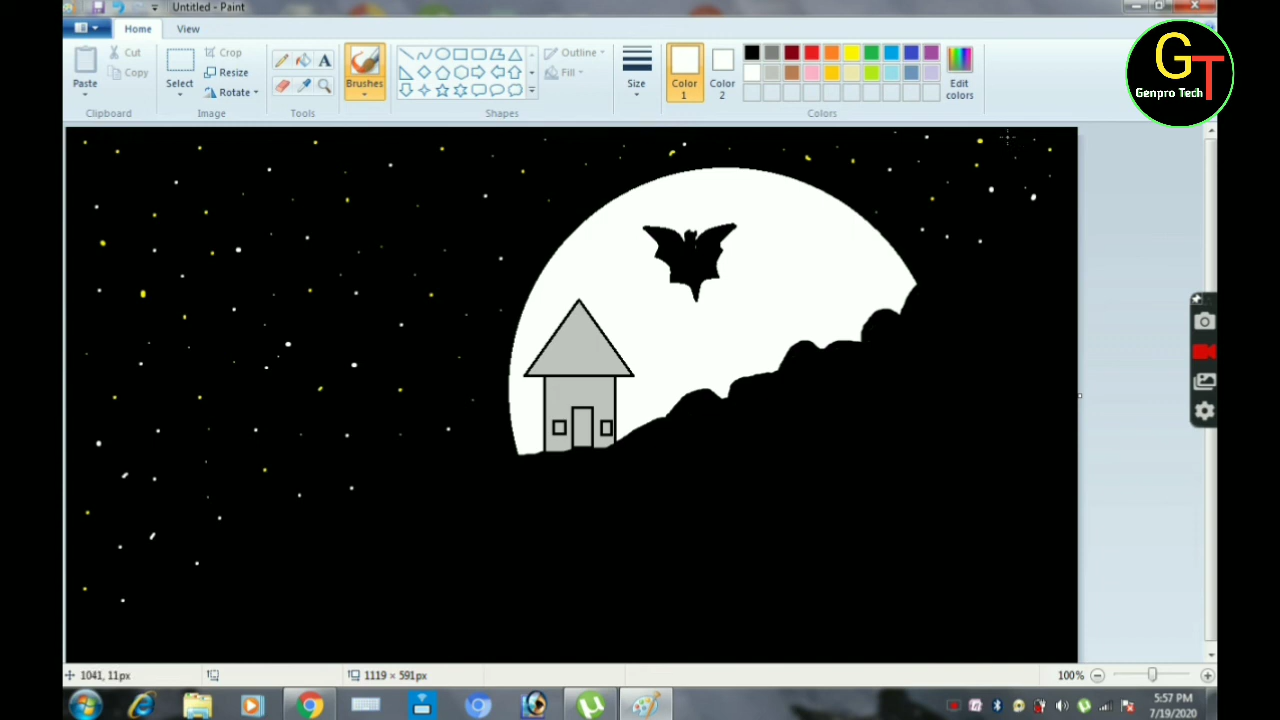 Untitled - Paint
Home View
Paste
Cut
Copy
Clipboard
Select
Crop
Resize
Rotate
Image
A
Tools
Brushes
Outline
Fill
Shapes
Size
Color 1
Color 2
Edit colors
Colors
GT
Genpro Tech
1041, 11px
1119 × 591px
100%
5:57 PM
7/19/2020